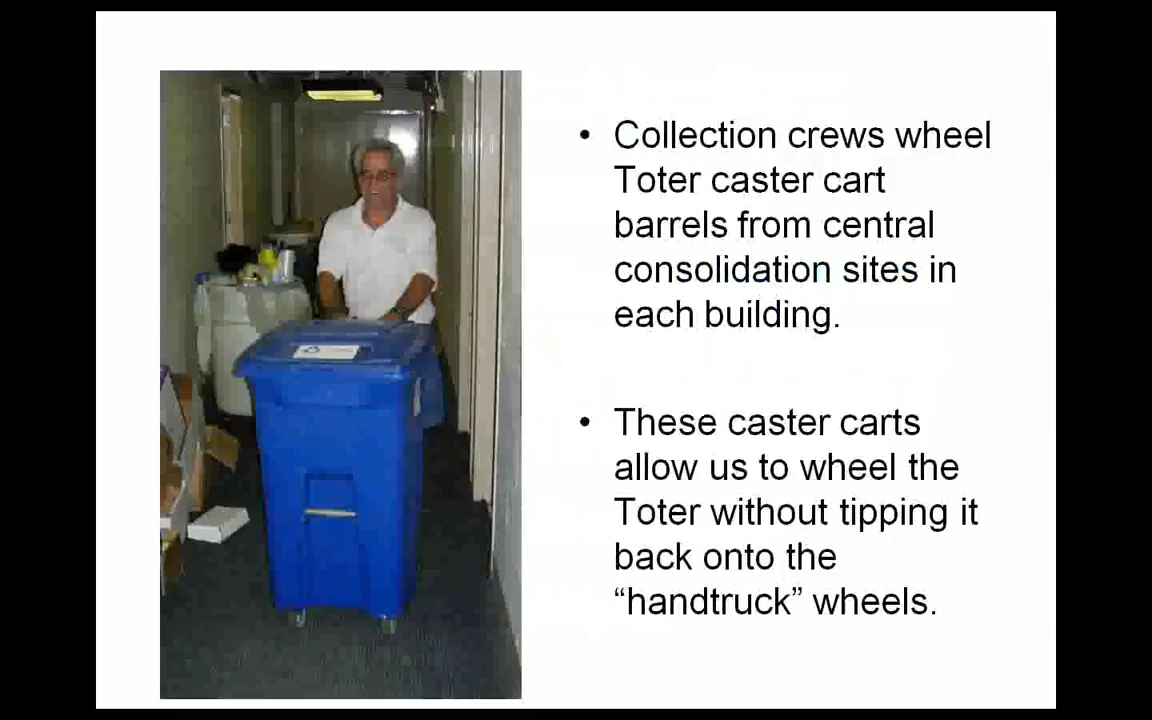 • Collection crews wheel
Toter caster cart
barrels from central
consolidation sites in
each building.
• These caster carts
allow us to wheel the
Toter without tipping it
back onto the
“handtruck” wheels.